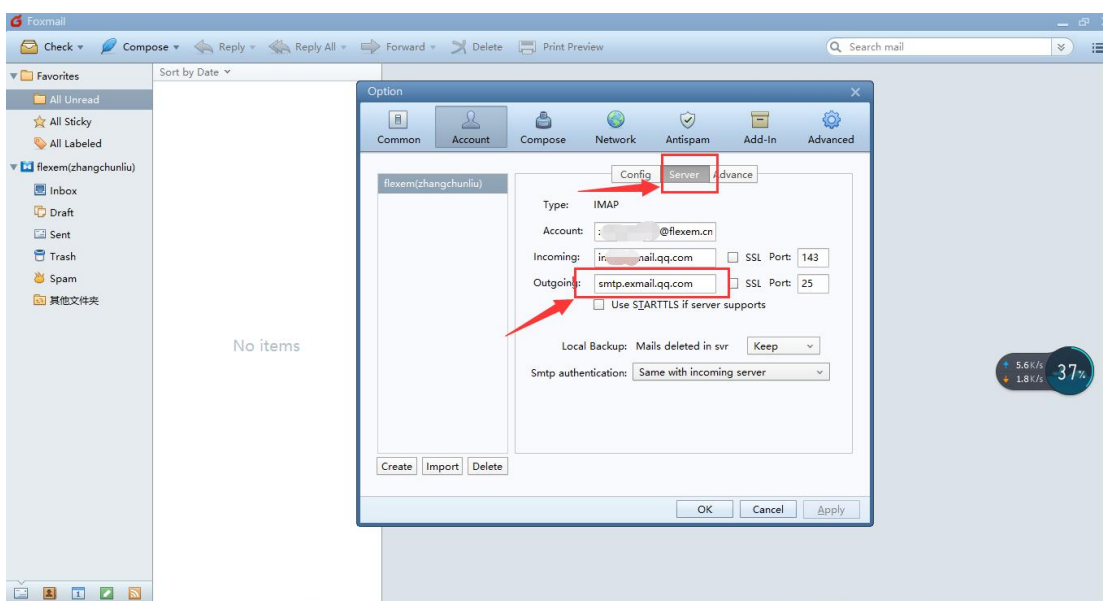 Foxmail
Check Compose Reply Reply All Forward Delete Print Preview Search mail
Favorites
Sort by Date
All Unread
All Sticky
All Labeled
flexem(zhangchunliu)
Inbox
Draft
Sent
Trash
Spam
其他文件夹
No items
Option
Common Account Compose Network Antispam Add-In Advanced
flexem(zhangchunliu)
Config Server Advance
Type: IMAP
Account: @flexem.cn
Incoming: mail.qq.com SSL Port: 143
Outgoing: smtp.exmail.qq.com SSL Port: 25
Use STARTTLS if server supports
Local Backup: Mails deleted in svr Keep
Smtp authentication: Same with incoming server
Create Import Delete
OK Cancel Apply
5.6K/s
1.8K/s
37%